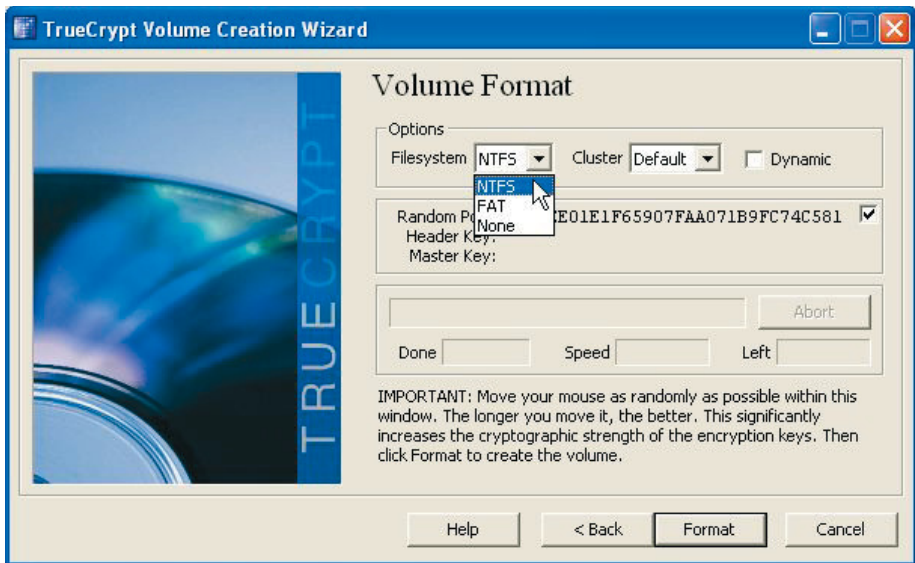 TrueCrypt Volume Creation Wizard
TRUECRYPT
Volume Format
Options
Filesystem NTFS Cluster Default Dynamic
NTFS
FAT
None
Random E01E1F65907FAA071B9FC74C581
Header Key:
Master Key:
Abort
Done Speed Left
IMPORTANT: Move your mouse as randomly as possible within this
window. The longer you move it, the better. This significantly
increases the cryptographic strength of the encryption keys. Then
click Format to create the volume.
Help < Back Format Cancel